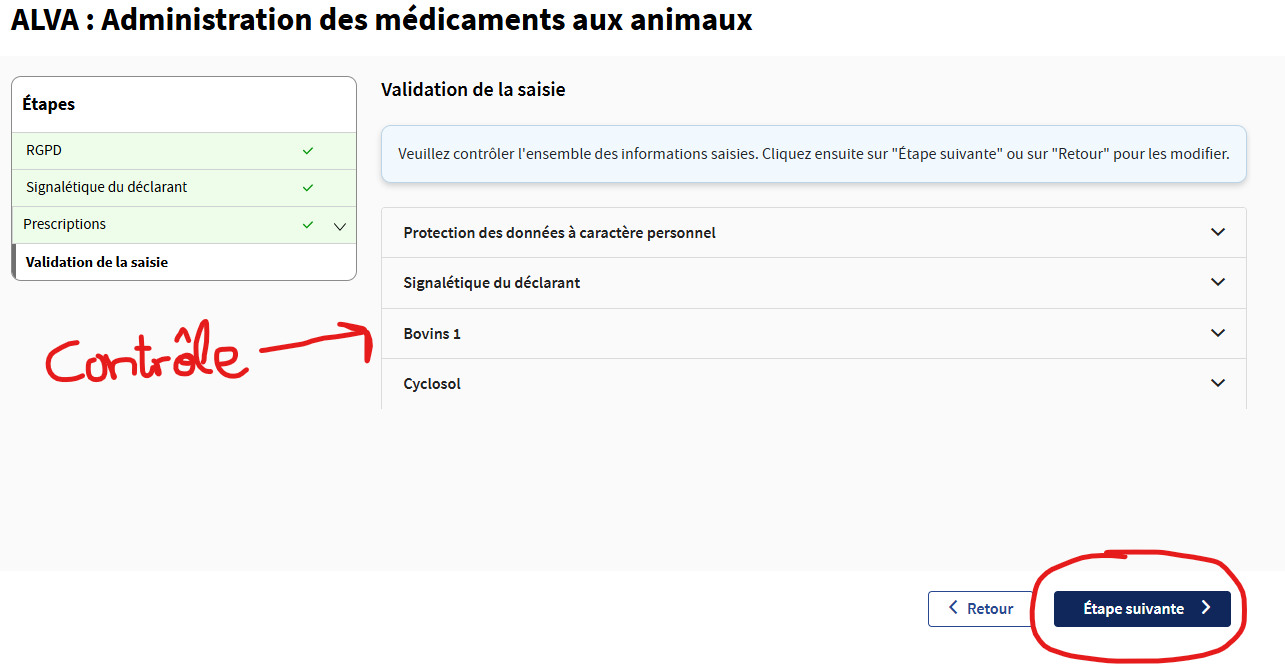 ALVA : Administration des médicaments aux animaux
Étapes
RGPD
Signalétique du déclarant
Prescriptions
Validation de la saisie
Validation de la saisie
Veuillez contrôler l'ensemble des informations saisies. Cliquez ensuite sur "Étape suivante" ou sur "Retour" pour les modifier.
Protection des données à caractère personnel
Signalétique du déclarant
Bovins 1
Cyclosol
Contrôle
Retour
Étape suivante